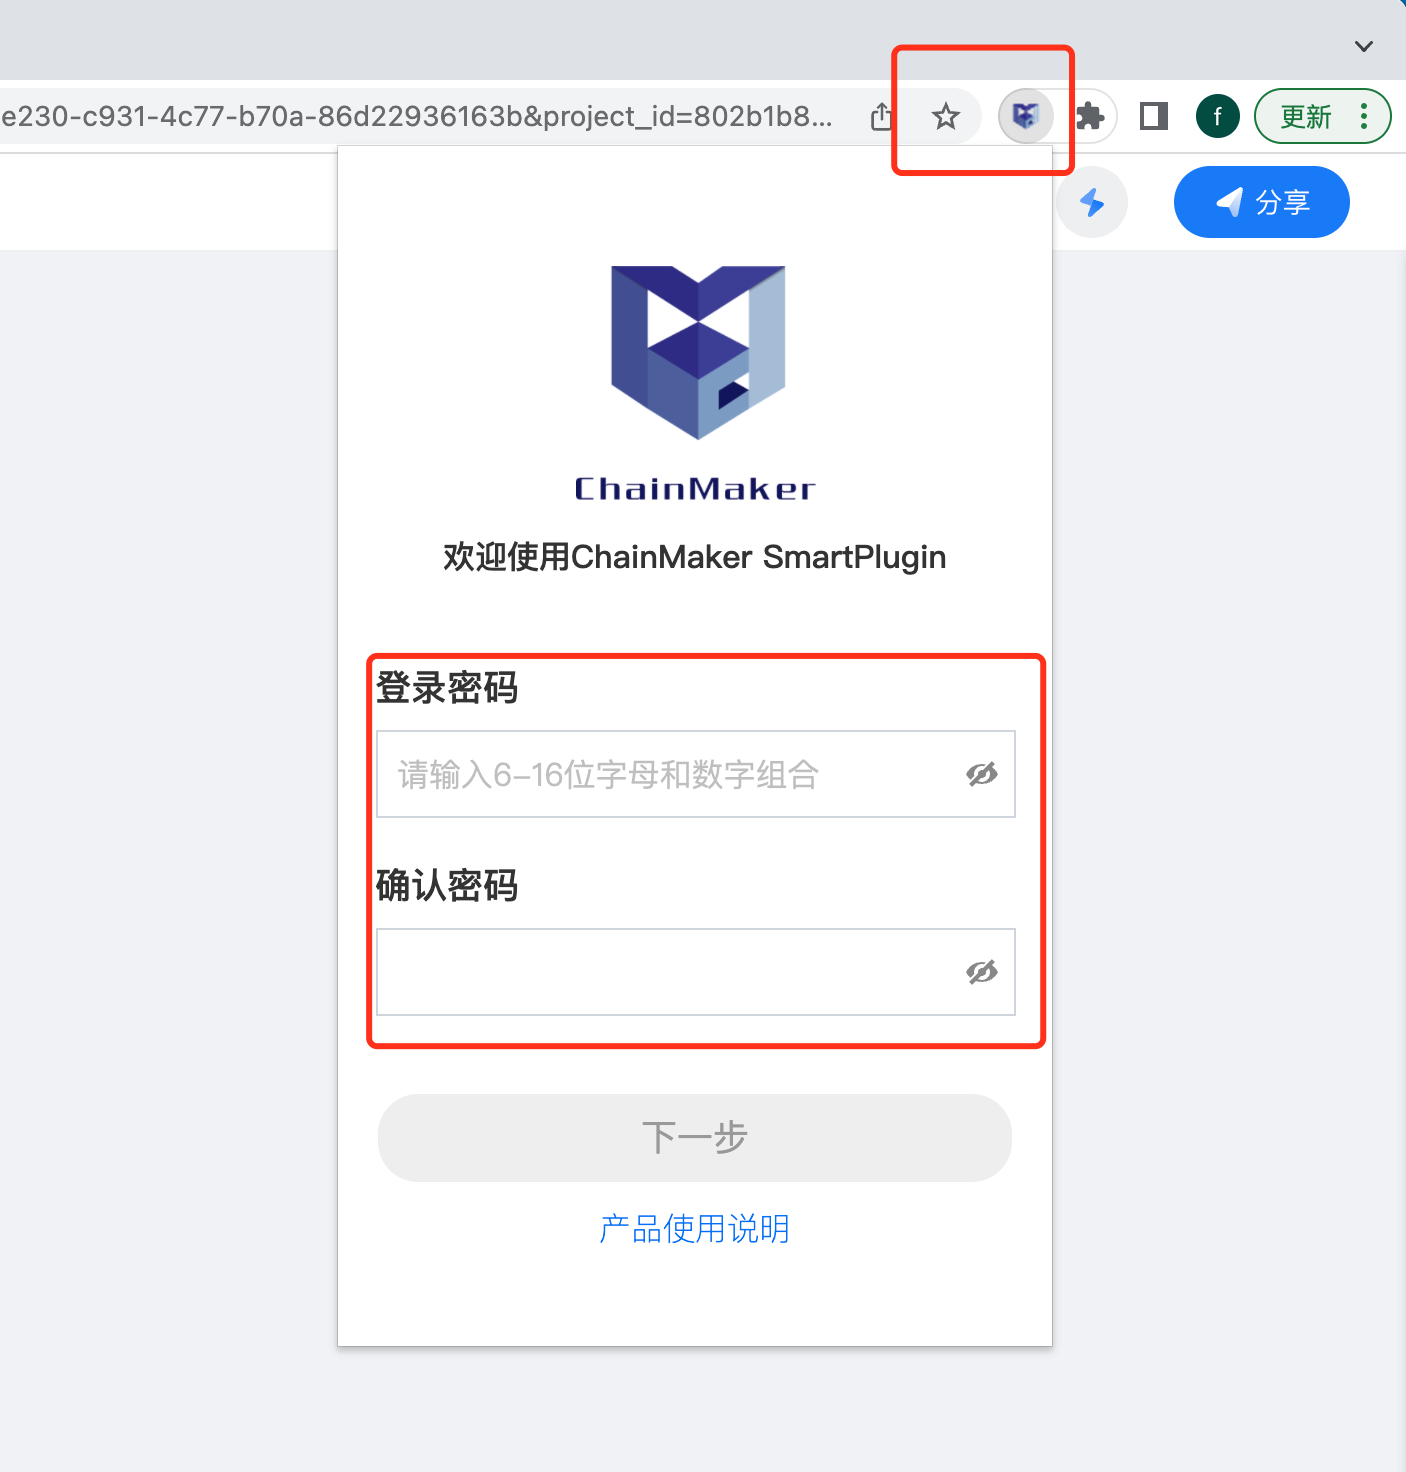 e230-c931-4c77-b70a-86d22936163b&project_id=802b1b8...
f
更新
分享
ChainMaker
欢迎使用ChainMaker SmartPlugin
登录密码
请输入6-16位字母和数字组合
确认密码
下一步
产品使用说明